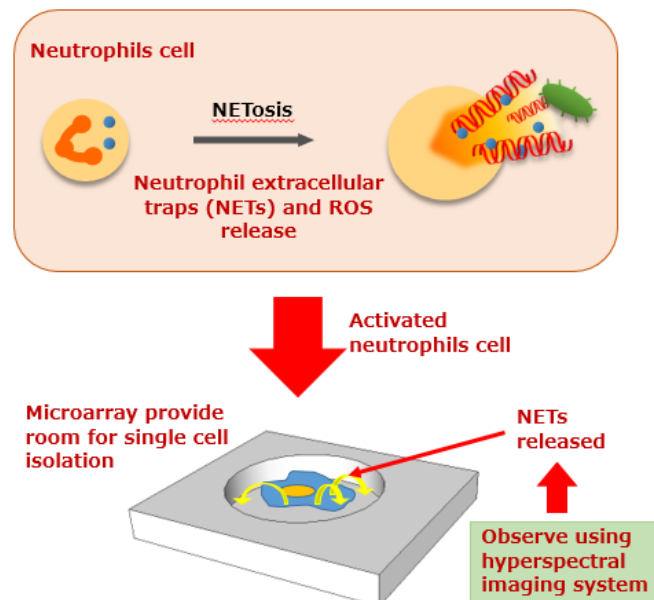 Neutrophils cell
NETosis
Neutrophil extracellular
traps (NETs) and ROS
release
Activated
neutrophils cell
Microarray provide
room for single cell
isolation
NETs
released
Observe using
hyperspectral
imaging system